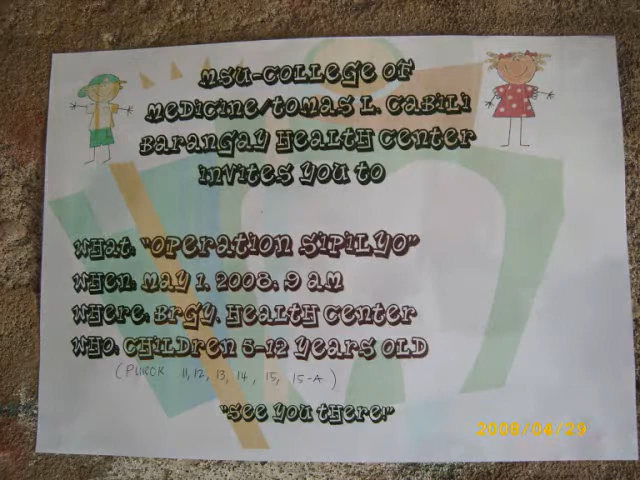 MSU-College of
Medicine/Tomas L. Cabili
Barangay Health Center
invites you to
What: "Operation Sipilyo"
When: May 1, 2008, 9 am
Where: Brgy. Health Center
Who: Children 5-12 years old
(PUROK 11, 12, 13, 14, 15, 15-A)
"See you there!"
2008/04/29